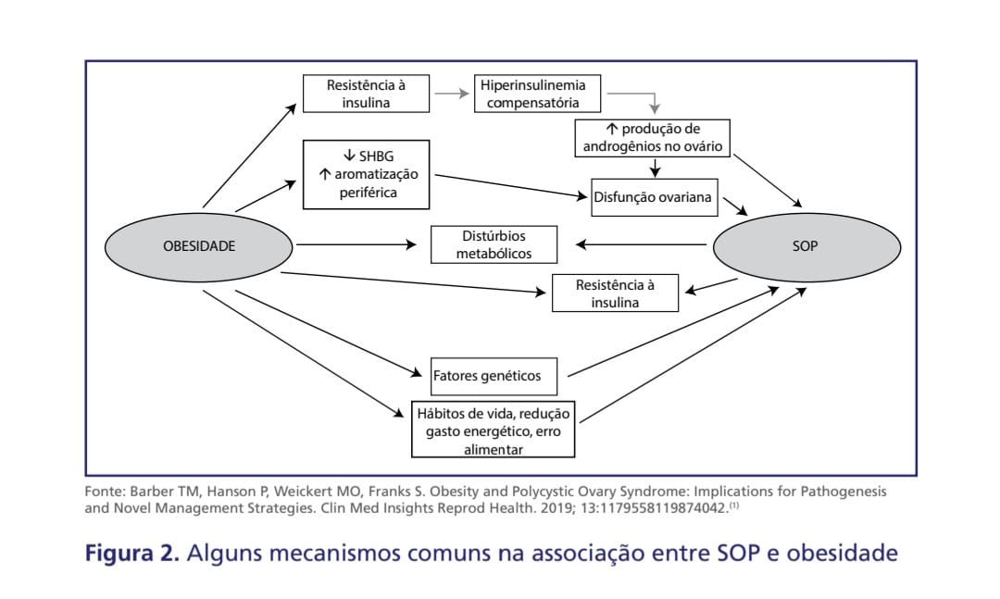 Resistência à
insulina
Hiperinsulinemia
compensatória
↑ produção de
androgênios no ovário
↓ SHBG
↑ aromatização
periférica
Disfunção ovariana
OBESIDADE
Distúrbios
metabólicos
SOP
Resistência à
insulina
Fatores genéticos
Hábitos de vida, redução
gasto energético, erro
alimentar
Fonte: Barber TM, Hanson P, Weickert MO, Franks S. Obesity and Polycystic Ovary Syndrome: Implications for Pathogenesis
and Novel Management Strategies. Clin Med Insights Reprod Health. 2019; 13:1179558119874042.(1)
Figura 2. Alguns mecanismos comuns na associação entre SOP e obesidade